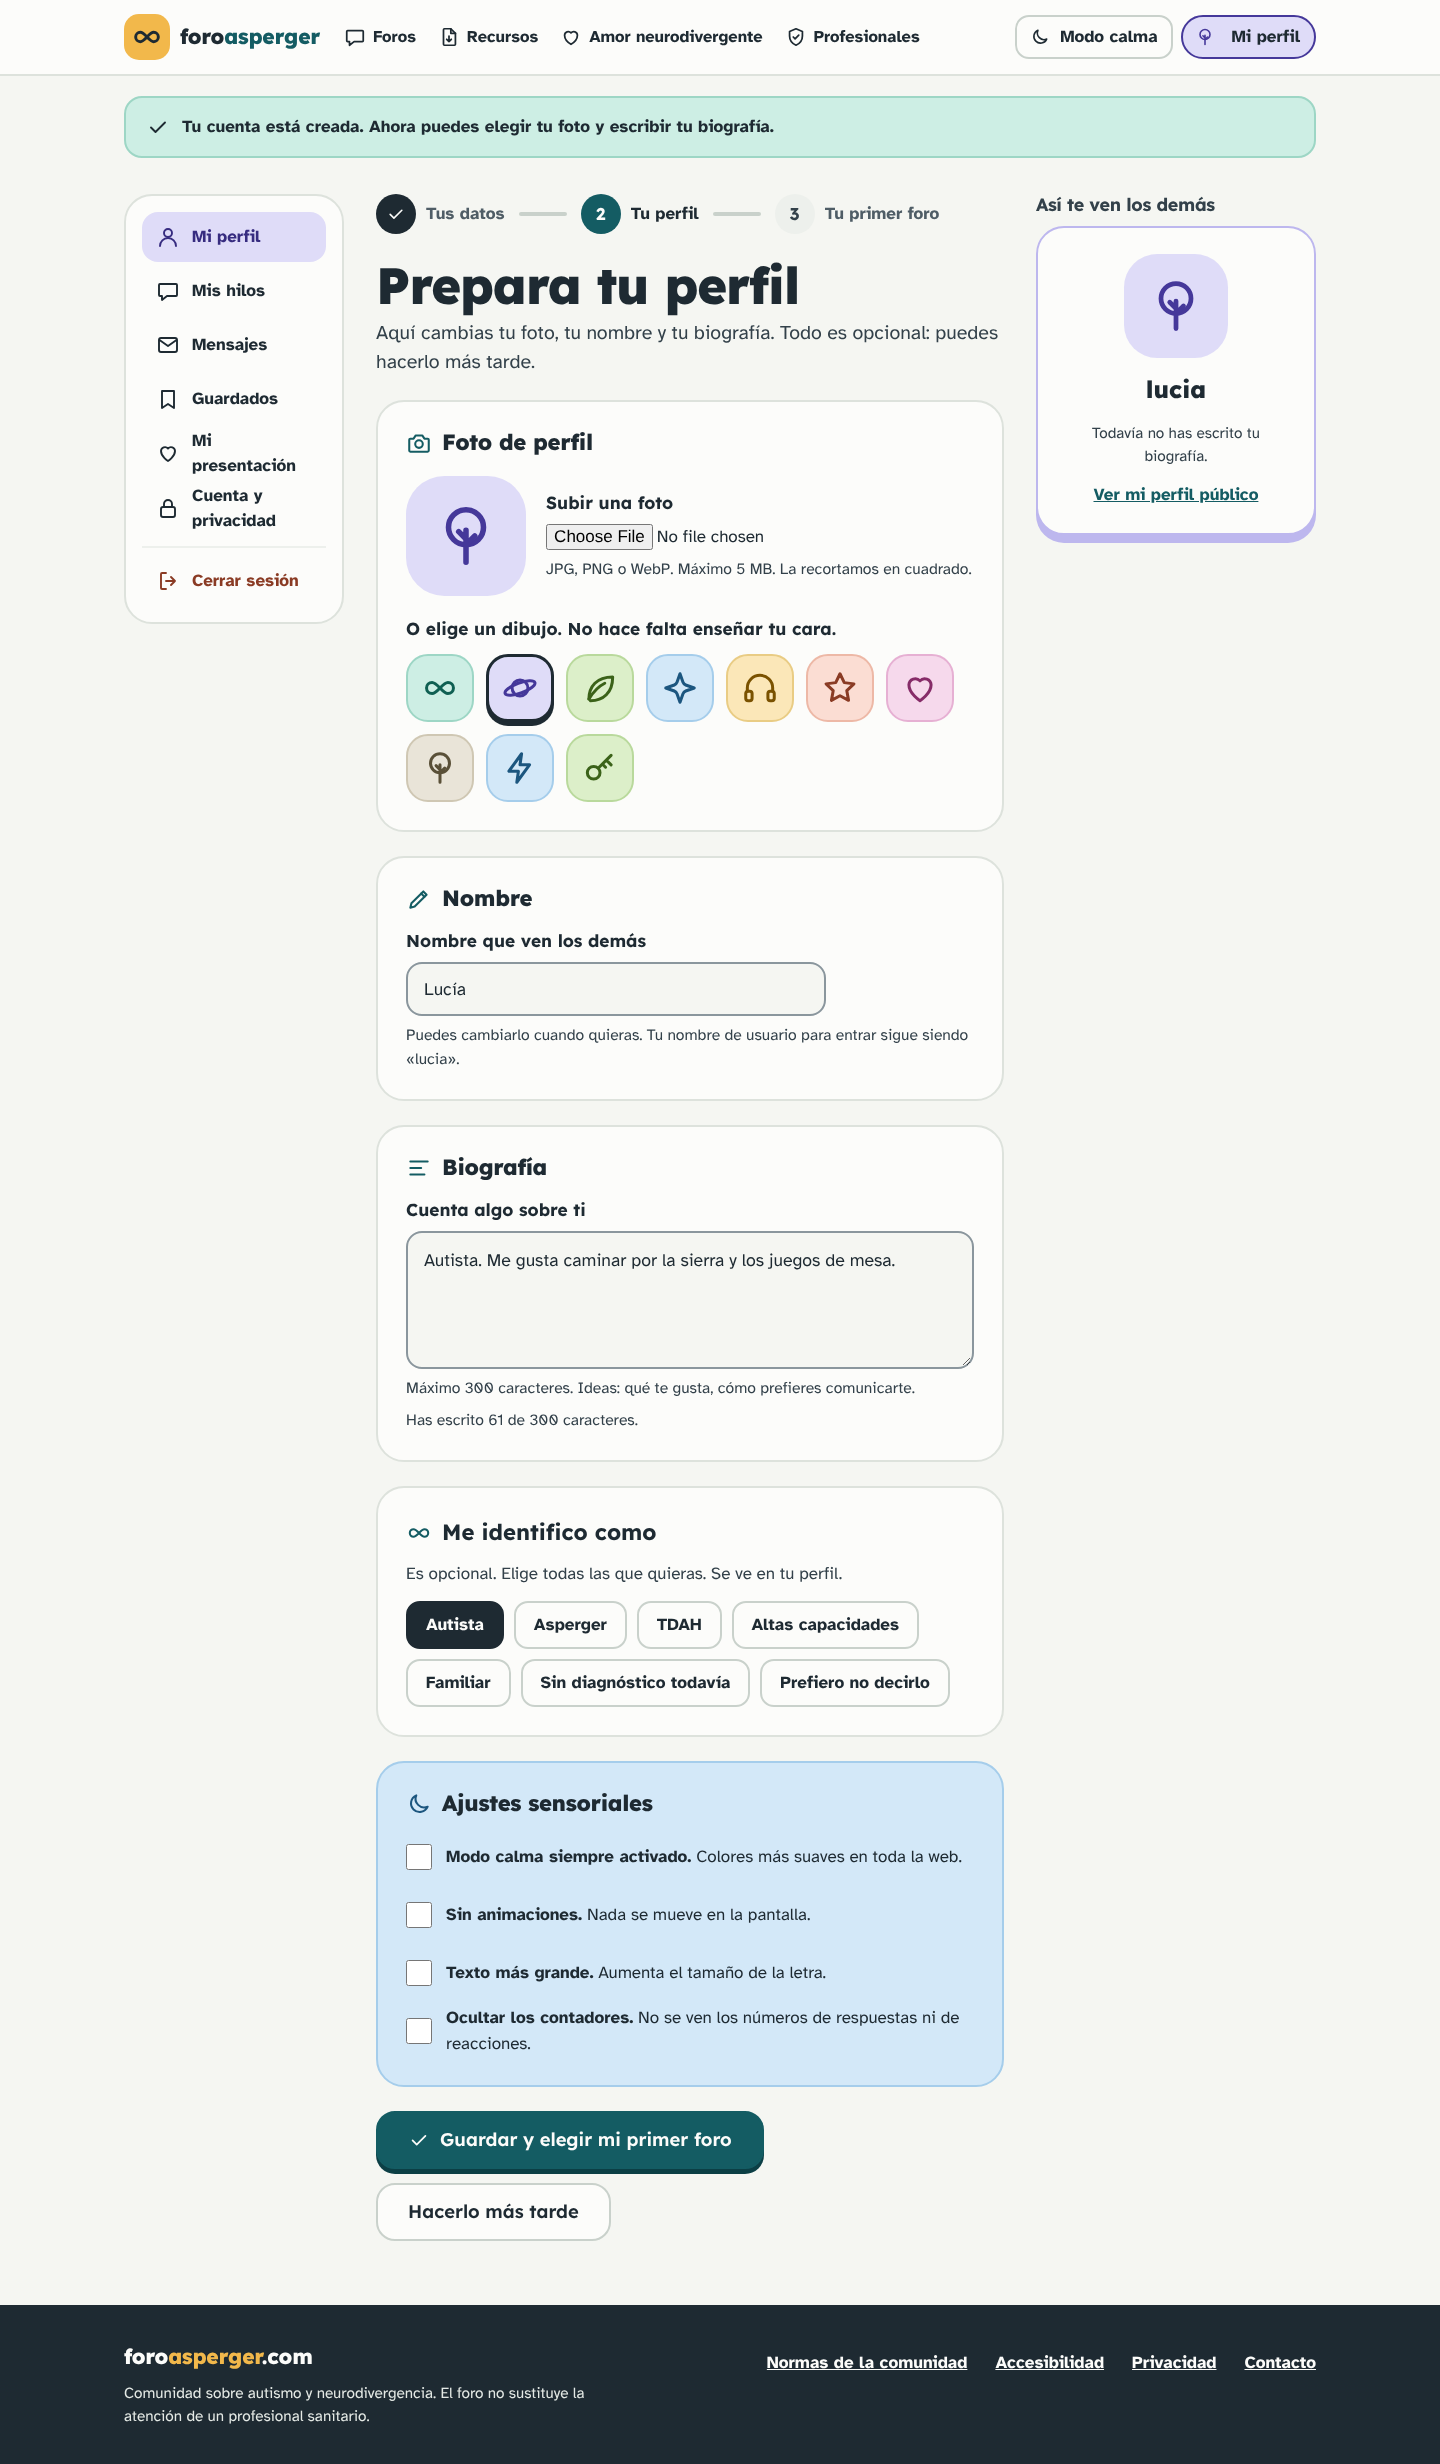 foroasperger
Foros
Recursos
Amor neurodivergente
Profesionales
Modo calma
Mi perfil
Tu cuenta está creada. Ahora puedes elegir tu foto y escribir tu biografía.
Mi perfil
Mis hilos
Mensajes
Guardados
Mi
presentación
Cuenta y
privacidad
Cerrar sesión
Tus datos
2 Tu perfil
3 Tu primer foro
Prepara tu perfil
Aquí cambias tu foto, tu nombre y tu biografía. Todo es opcional: puedes
hacerlo más tarde.
Foto de perfil
Subir una foto
Choose File No file chosen
JPG, PNG o WebP. Máximo 5 MB. La recortamos en cuadrado.
O elige un dibujo. No hace falta enseñar tu cara.
Nombre
Nombre que ven los demás
Lucía
Puedes cambiarlo cuando quieras. Tu nombre de usuario para entrar sigue siendo
«lucia».
Biografía
Cuenta algo sobre ti
Autista. Me gusta caminar por la sierra y los juegos de mesa.
Máximo 300 caracteres. Ideas: qué te gusta, cómo prefieres comunicarte.
Has escrito 61 de 300 caracteres.
Me identifico como
Es opcional. Elige todas las que quieras. Se ve en tu perfil.
Autista
Asperger
TDAH
Altas capacidades
Familiar
Sin diagnóstico todavía
Prefiero no decirlo
Ajustes sensoriales
Modo calma siempre activado. Colores más suaves en toda la web.
Sin animaciones. Nada se mueve en la pantalla.
Texto más grande. Aumenta el tamaño de la letra.
Ocultar los contadores. No se ven los números de respuestas ni de
reacciones.
Guardar y elegir mi primer foro
Hacerlo más tarde
Así te ven los demás
lucia
Todavía no has escrito tu
biografía.
Ver mi perfil público
foroasperger.com
Comunidad sobre autismo y neurodivergencia. El foro no sustituye la
atención de un profesional sanitario.
Normas de la comunidad
Accesibilidad
Privacidad
Contacto